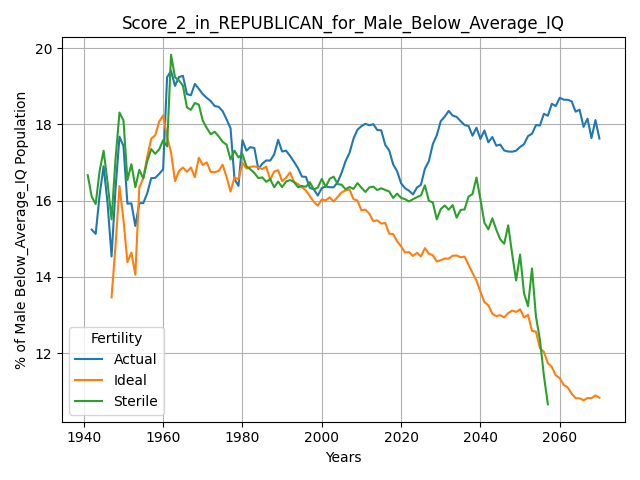 Score_2_in_REPUBLICAN_for_Male_Below_Average_IQ
% of Male Below_Average_IQ Population
20
18
16
14
12
Fertility
Actual
Ideal
Sterile
1940
1960
1980
2000
2020
2040
2060
Years